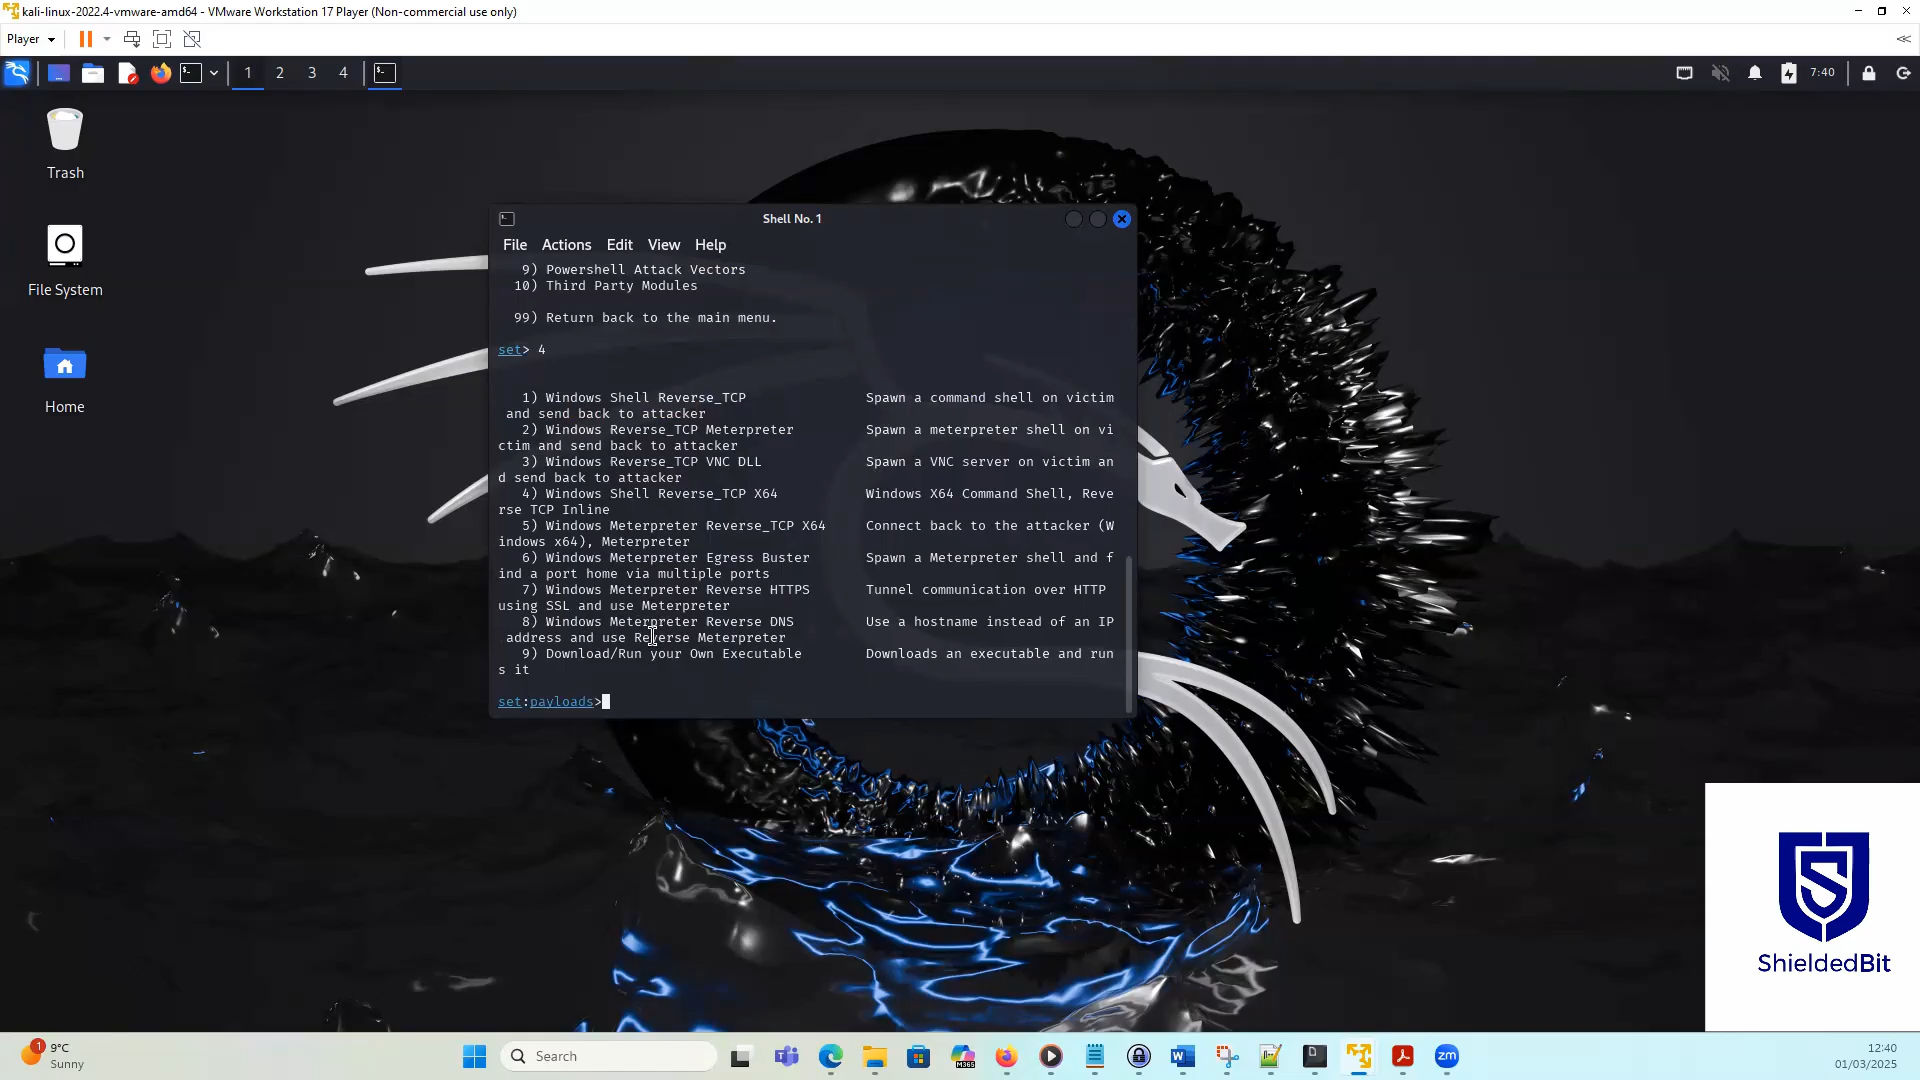 kali-linux-2022.4-vmware-amd64 - VMware Workstation 17 Player (Non-commercial use only)
Player
1 2 3 4
7:40
Trash
File System
Home
Shell No. 1
File Actions Edit View Help
9) Powershell Attack Vectors
10) Third Party Modules
99) Return back to the main menu.
set> 4
1) Windows Shell Reverse_TCP Spawn a command shell on victim
and send back to attacker
2) Windows Reverse_TCP Meterpreter Spawn a meterpreter shell on vi
ctim and send back to attacker
3) Windows Reverse_TCP VNC DLL Spawn a VNC server on victim an
d send back to attacker
4) Windows Shell Reverse_TCP X64 Windows X64 Command Shell, Reve
rse TCP Inline
5) Windows Meterpreter Reverse_TCP X64 Connect back to the attacker (W
indows x64), Meterpreter
6) Windows Meterpreter Egress Buster Spawn a Meterpreter shell and f
ind a port home via multiple ports
7) Windows Meterpreter Reverse HTTPS Tunnel communication over HTTP
using SSL and use Meterpreter
8) Windows Meterpreter Reverse DNS Use a hostname instead of an IP
address and use Reverse Meterpreter
9) Download/Run your Own Executable Downloads an executable and run
s it
set:payloads>
ShieldedBit
1
9°C
Sunny
Search
M365
W
zm
12:40
01/03/2025